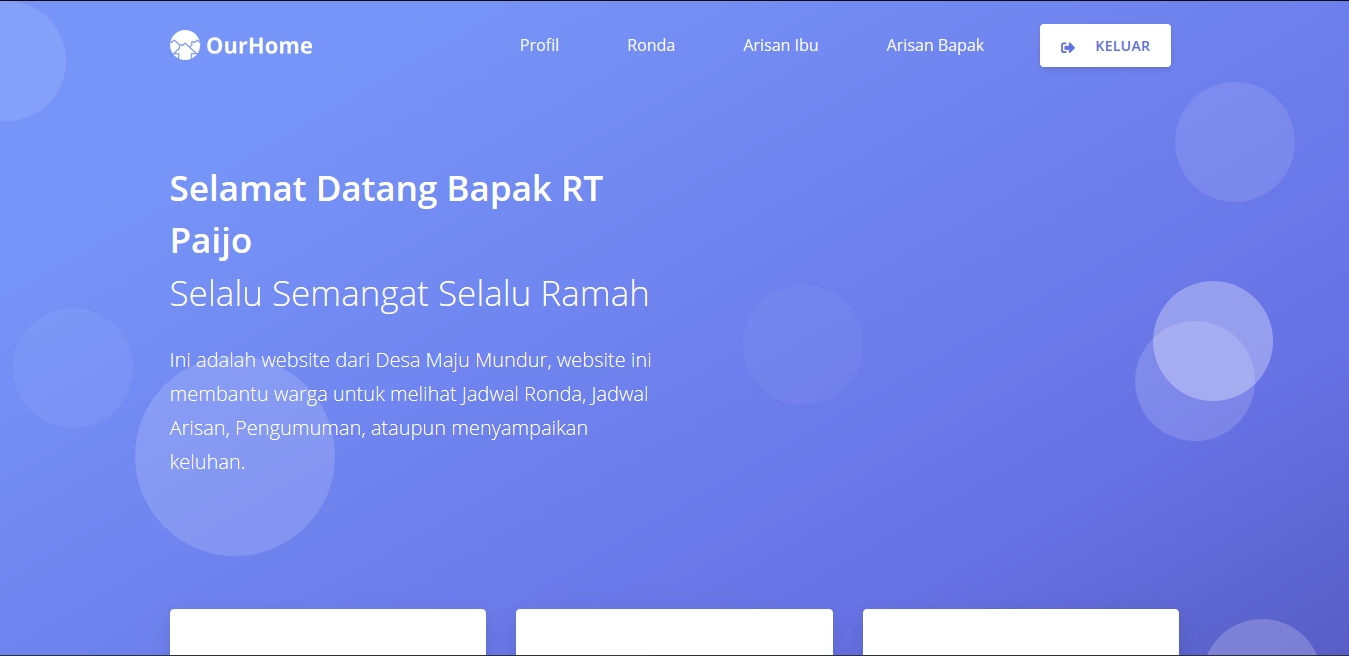 OurHome
Profil
Ronda
Arisan Ibu
Arisan Bapak
KELUAR
Selamat Datang Bapak RT
Paijo
Selalu Semangat Selalu Ramah
Ini adalah website dari Desa Maju Mundur, website ini
membantu warga untuk melihat Jadwal Ronda, Jadwal
Arisan, Pengumuman, ataupun menyampaikan
keluhan.